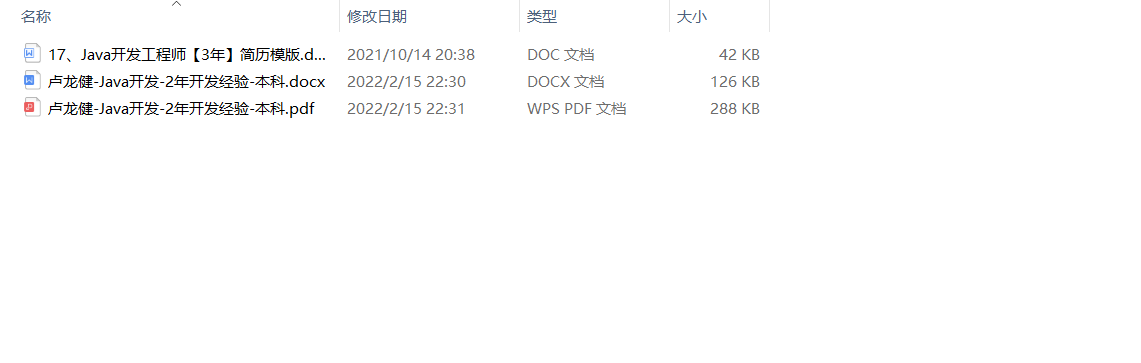 名称 修改日期 类型 大小
17、Java开发工程师【3年】简历模版.d... 2021/10/14 20:38 DOC 文档 42 KB
卢龙健-Java开发-2年开发经验-本科.docx 2022/2/15 22:30 DOCX 文档 126 KB
卢龙健-Java开发-2年开发经验-本科.pdf 2022/2/15 22:31 WPS PDF 文档 288 KB